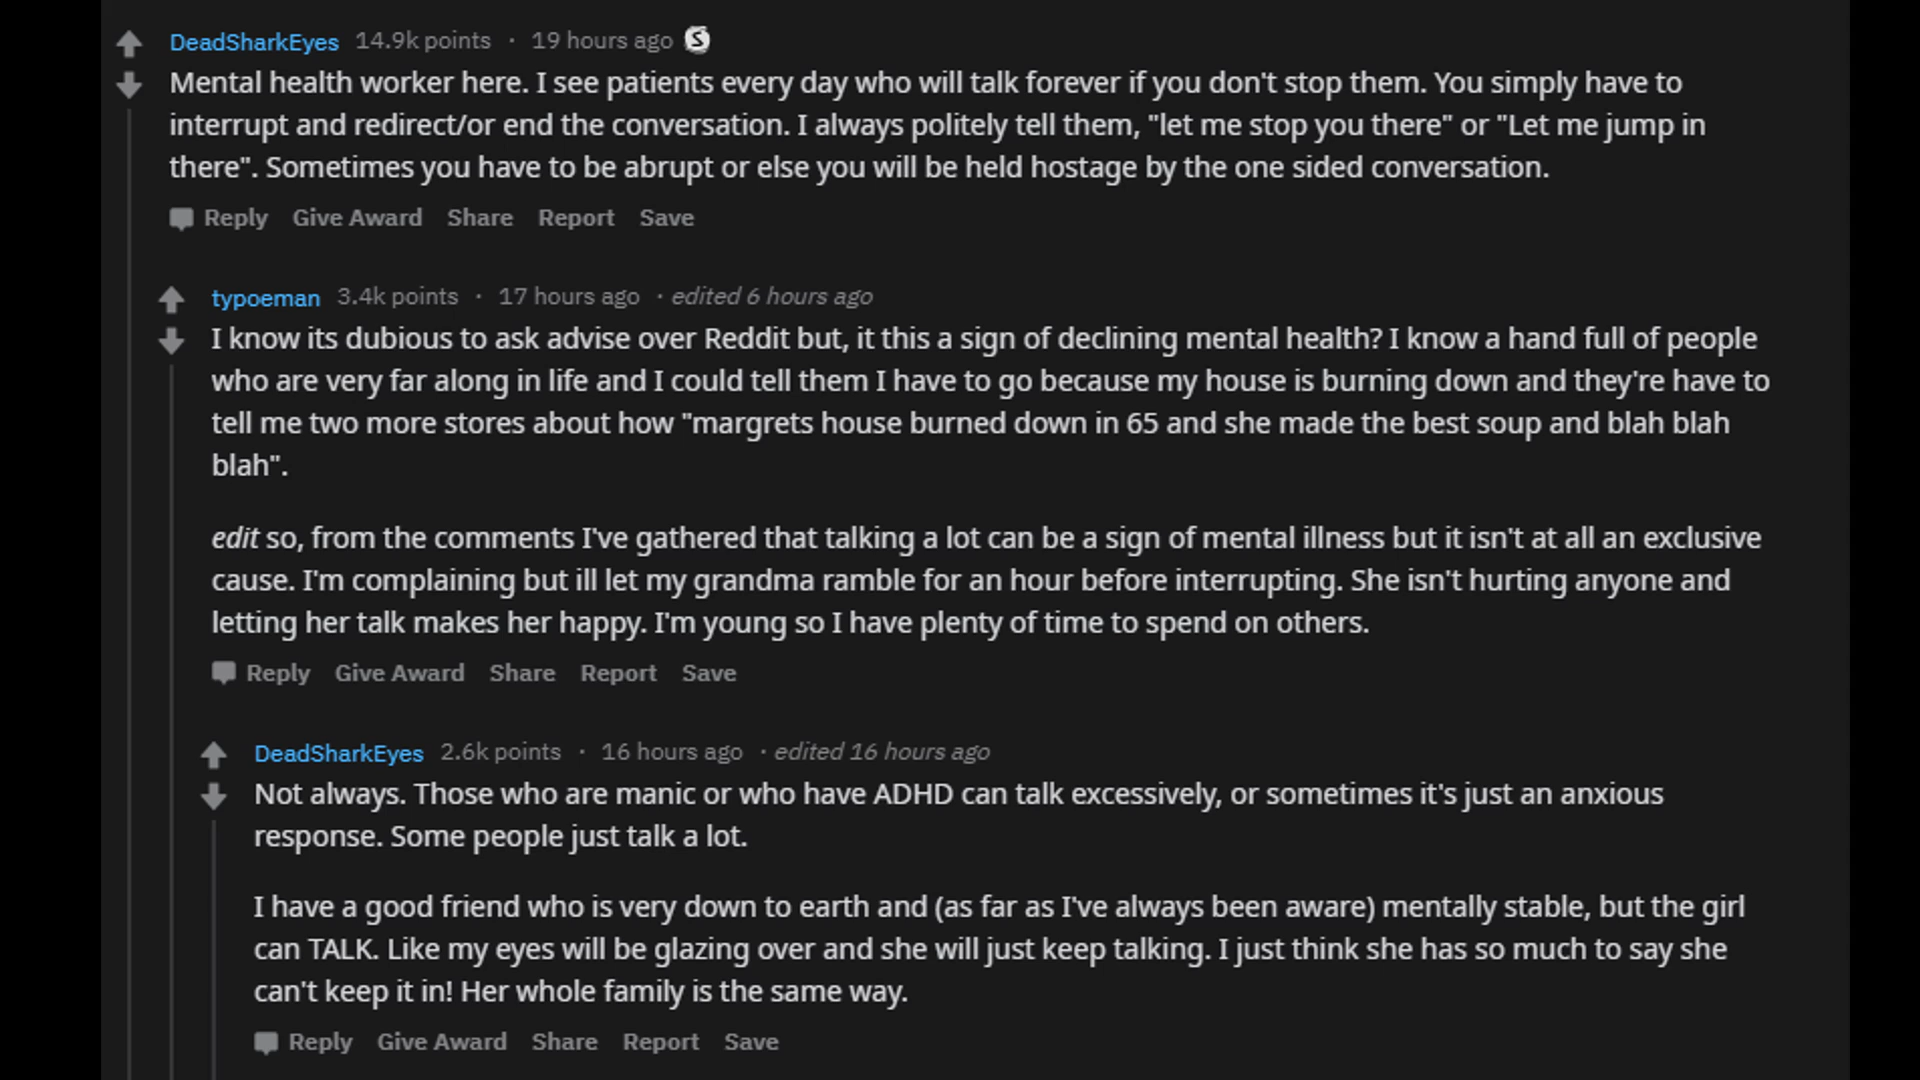 DeadSharkEyes 14.9k points · 19 hours ago S
Mental health worker here. I see patients every day who will talk forever if you don't stop them. You simply have to
interrupt and redirect/or end the conversation. I always politely tell them, "let me stop you there" or "Let me jump in
there". Sometimes you have to be abrupt or else you will be held hostage by the one sided conversation.
Reply Give Award Share Report Save
typoeman 3.4k points · 17 hours ago · edited 6 hours ago
I know its dubious to ask advise over Reddit but, it this a sign of declining mental health? I know a hand full of people
who are very far along in life and I could tell them I have to go because my house is burning down and they're have to
tell me two more stores about how "margrets house burned down in 65 and she made the best soup and blah blah
blah".
edit so, from the comments I've gathered that talking a lot can be a sign of mental illness but it isn't at all an exclusive
cause. I'm complaining but ill let my grandma ramble for an hour before interrupting. She isn't hurting anyone and
letting her talk makes her happy. I'm young so I have plenty of time to spend on others.
Reply Give Award Share Report Save
DeadSharkEyes 2.6k points · 16 hours ago · edited 16 hours ago
Not always. Those who are manic or who have ADHD can talk excessively, or sometimes it's just an anxious
response. Some people just talk a lot.
I have a good friend who is very down to earth and (as far as I've always been aware) mentally stable, but the girl
can TALK. Like my eyes will be glazing over and she will just keep talking. I just think she has so much to say she
can't keep it in! Her whole family is the same way.
Reply Give Award Share Report Save